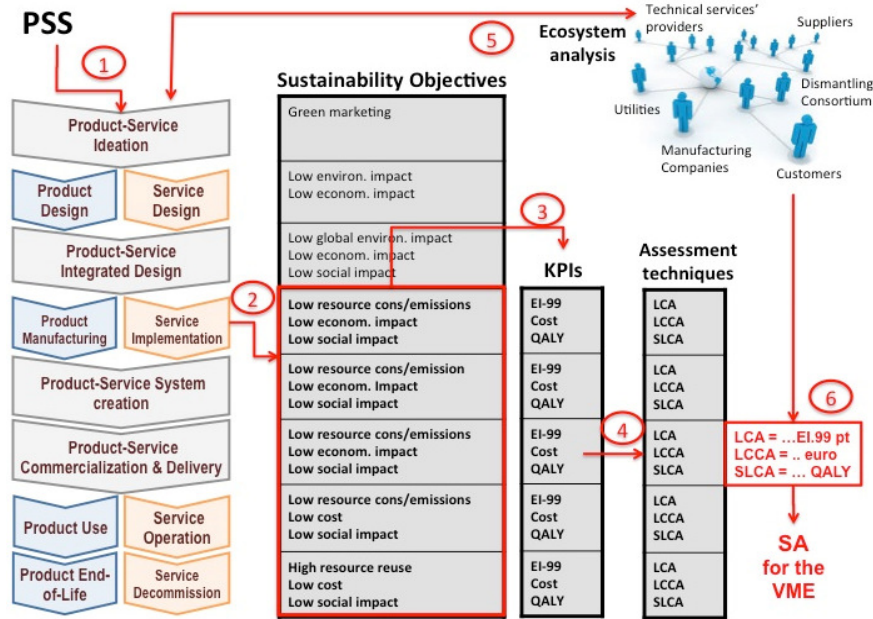 PSS
1
Product-Service
Ideation
Product
Design
Service
Design
Product-Service
Integrated Design
Product
Manufacturing
Service
Implementation
Product-Service System
creation
Product-Service
Commercialization & Delivery
Product Use
Service
Operation
Product End-
of-Life
Service
Decommission
2
Sustainability Objectives
Green marketing
Low environ. impact
Low econom. impact
Low global environ. impact
Low econom. impact
Low social impact
Low resource cons/emissions
Low econom. impact
Low social impact
Low resource cons/emission
Low econom. Impact
Low social impact
Low resource cons/emissions
Low econom. impact
Low social impact
Low resource cons/emissions
Low cost
Low social impact
High resource reuse
Low cost
Low social impact
3
KPIs
EI-99
Cost
QALY
EI-99
Cost
QALY
EI-99
Cost
QALY
EI-99
Cost
QALY
EI-99
Cost
QALY
4
Assessment
techniques
LCA
LCCA
SLCA
LCA
LCCA
SLCA
LCA
LCCA
SLCA
LCA
LCCA
SLCA
LCA
LCCA
SLCA
5
Ecosystem
analysis
Technical services'
providers
Suppliers
Utilities
Dismantling
Consortium
Manufacturing
Companies
Customers
6
LCA = ...EI.99 pt
LCCA = .. euro
SLCA = ... QALY
SA
for the
VME